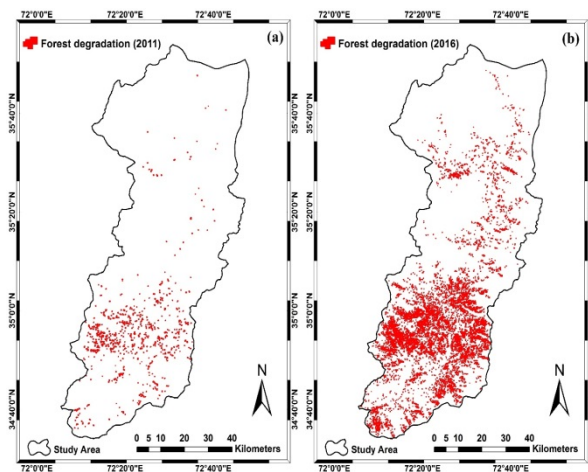 72°0'0"E 72°20'0"E 72°40'0"E
Forest degradation (2011) (a)
35°40'0"N
35°20'0"N
35°0'0"N
34°40'0"N
N
0 5 10 20 30 40
Kilometers
Study Area
72°0'0"E 72°20'0"E 72°40'0"E
72°0'0"E 72°20'0"E 72°40'0"E
Forest degradation (2016) (b)
35°40'0"N
35°20'0"N
35°0'0"N
34°40'0"N
N
0 5 10 20 30 40
Kilometers
Study Area
72°0'0"E 72°20'0"E 72°40'0"E